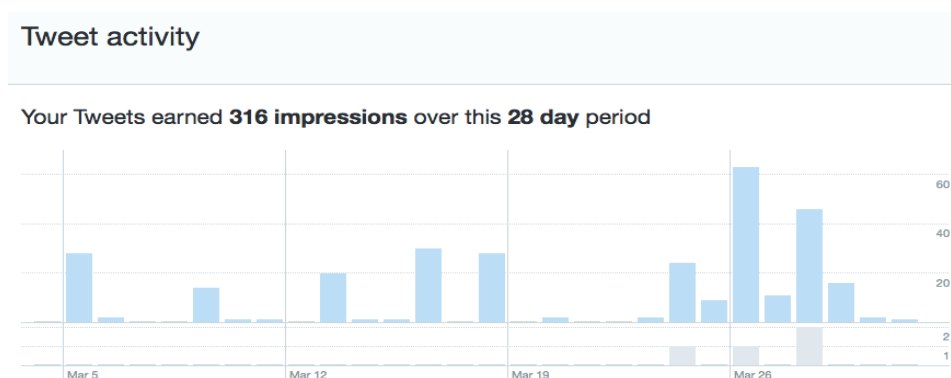 Tweet activity
Your Tweets earned 316 impressions over this 28 day period
60
40
20
2
1
Mar 5 Mar 12 Mar 19 Mar 26